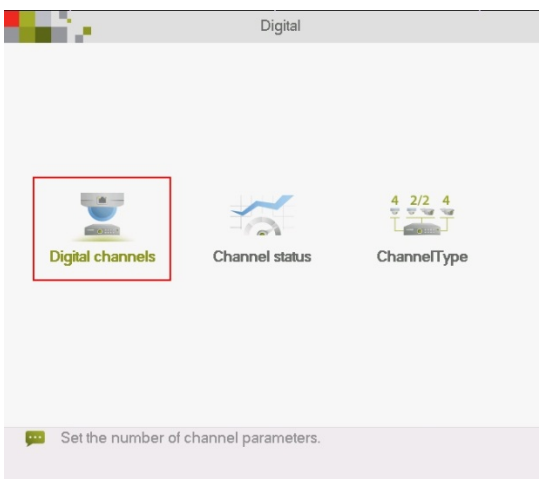 Digital
4 2/2 4
Digital channels Channel status ChannelType
Set the number of channel parameters.